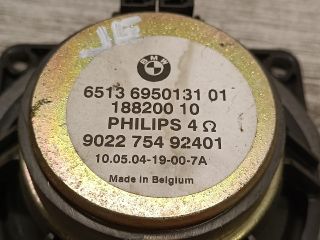 JG
BMW
6513 6950131 01
188200 10
PHILIPS 4 Ω
9022 754 92401
10.05.04-19-00-7A
Made in Belgium